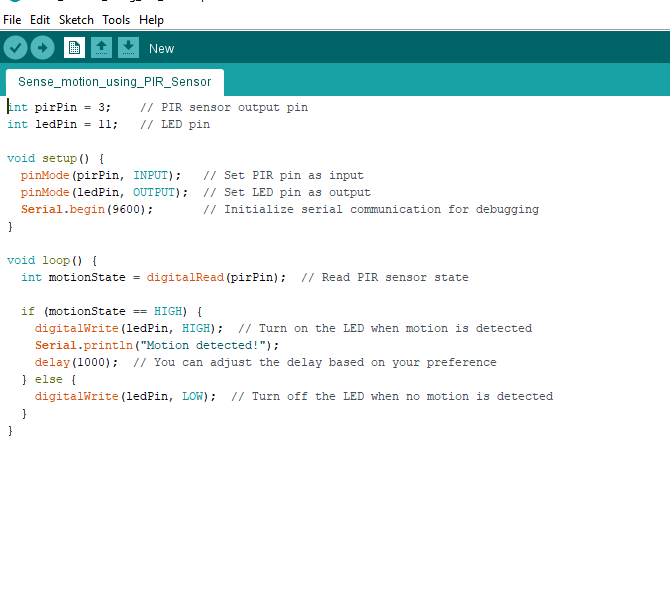 File Edit Sketch Tools Help
New
Sense_motion_using_PIR_Sensor
int pirPin = 3;    // PIR sensor output pin
int ledPin = 11;   // LED pin

void setup() {
  pinMode(pirPin, INPUT);   // Set PIR pin as input
  pinMode(ledPin, OUTPUT);  // Set LED pin as output
  Serial.begin(9600);       // Initialize serial communication for debugging
}

void loop() {
  int motionState = digitalRead(pirPin);  // Read PIR sensor state

  if (motionState == HIGH) {
    digitalWrite(ledPin, HIGH);  // Turn on the LED when motion is detected
    Serial.println("Motion detected!");
    delay(1000);  // You can adjust the delay based on your preference
  } else {
    digitalWrite(ledPin, LOW);  // Turn off the LED when no motion is detected
  }
}